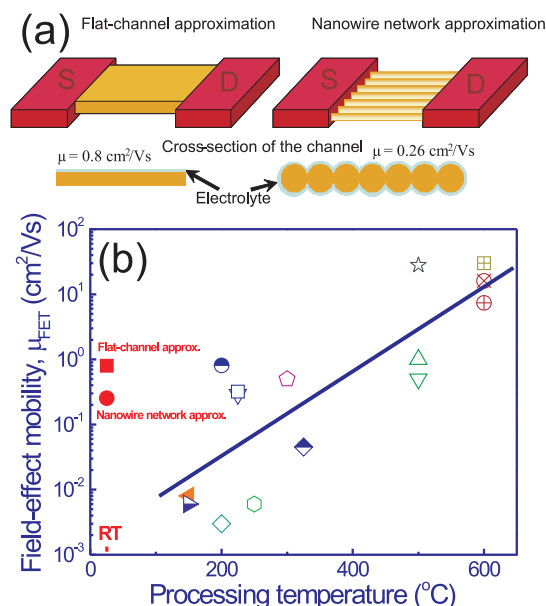 (a)
Flat-channel approximation
Nanowire network approximation
S
D
S
D
Cross-section of the channel
μ = 0.8 cm²/Vs
μ = 0.26 cm²/Vs
Electrolyte
(b)
Field-effect mobility, μFET (cm²/Vs)
10²
10¹
10⁰
10⁻¹
10⁻²
10⁻³
Flat-channel approx.
Nanowire network approx.
RT
0
200
400
600
Processing temperature (°C)